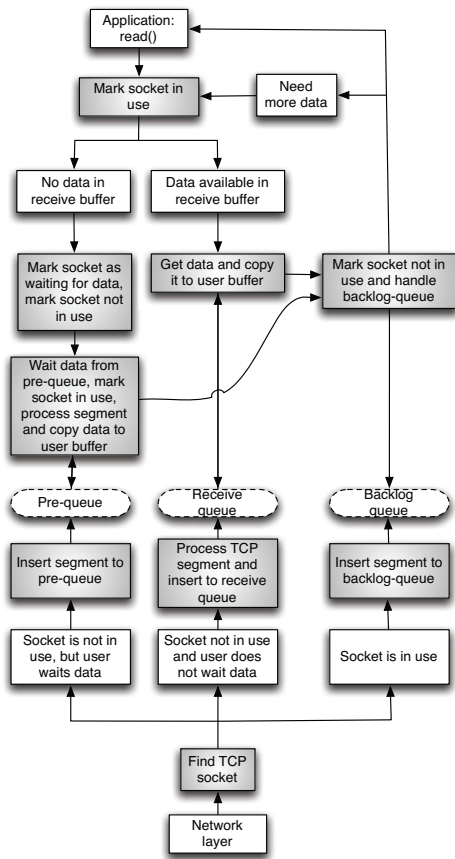 Application:
read()
Mark socket in
use
Need
more data
No data in
receive buffer
Data available in
receive buffer
Mark socket as
waiting for data,
mark socket not
in use
Get data and copy
it to user buffer
Mark socket not in
use and handle
backlog-queue
Wait data from
pre-queue, mark
socket in use,
process segment
and copy data to
user buffer
Pre-queue
Receive
queue
Backlog
queue
Insert segment to
pre-queue
Process TCP
segment and
insert to receive
queue
Insert segment to
backlog-queue
Socket is not in
use, but user
waits data
Socket not in use
and user does
not wait data
Socket is in use
Find TCP
socket
Network
layer